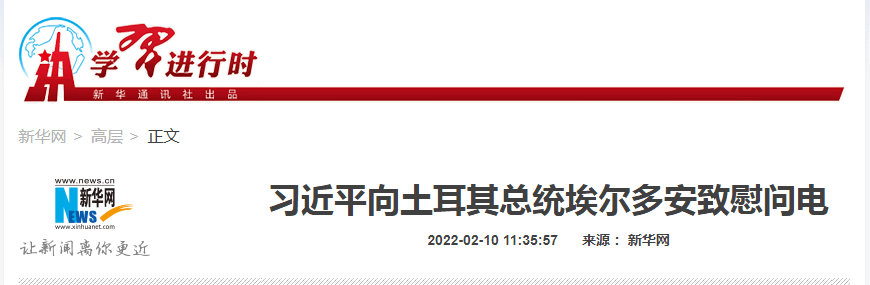 学习进行时
新华通讯社出品
新华网 > 高层 > 正文
www.news.cn
新华网
NEWS
www.xinhuanet.com
让新闻离你更近
习近平向土耳其总统埃尔多安致慰问电
2022-02-10 11:35:57 来源： 新华网